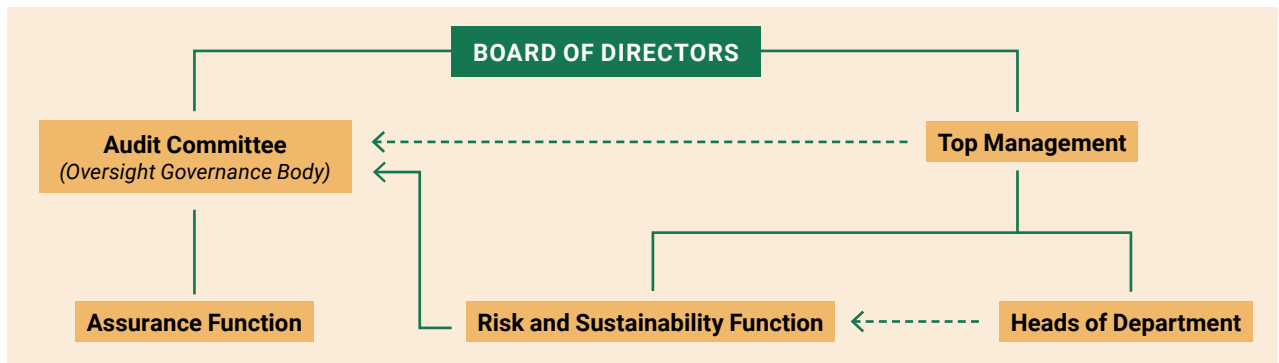 BOARD OF DIRECTORS
Audit Committee
(Oversight Governance Body)
Top Management
Assurance Function
Risk and Sustainability Function
Heads of Department